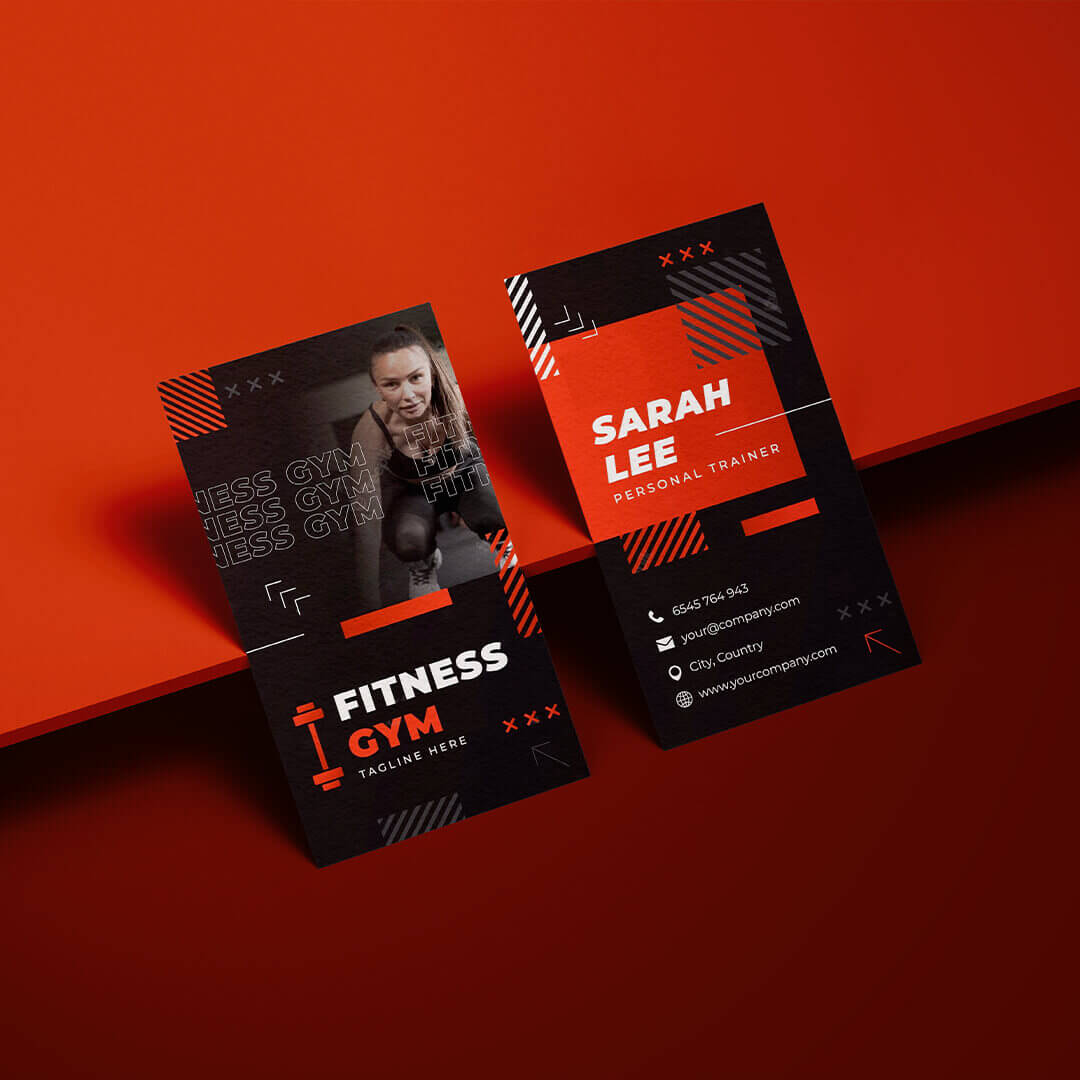 NESS GYM
NESS GYM
NESS GYM
FITN
FITN
FITN
FITNESS
GYM
TAGLINE HERE
SARAH
LEE
PERSONAL TRAINER
6545 764 943
your@company.com
City, Country
www.yourcompany.com